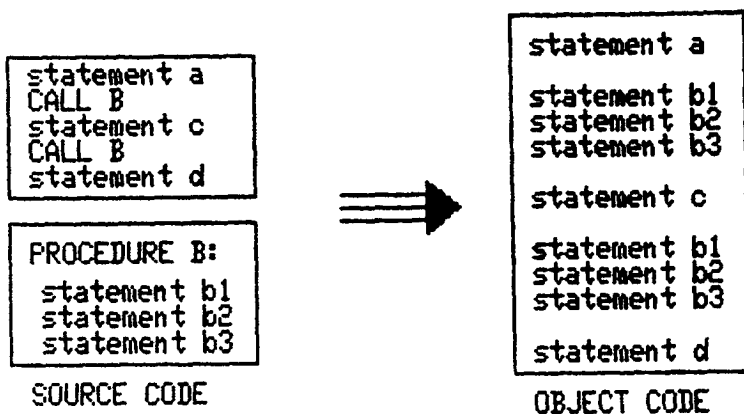 statement a
CALL B
statement c
CALL B
statement d
PROCEDURE B:
statement b1
statement b2
statement b3
SOURCE CODE
statement a
statement b1
statement b2
statement b3
statement c
statement b1
statement b2
statement b3
statement d
OBJECT CODE